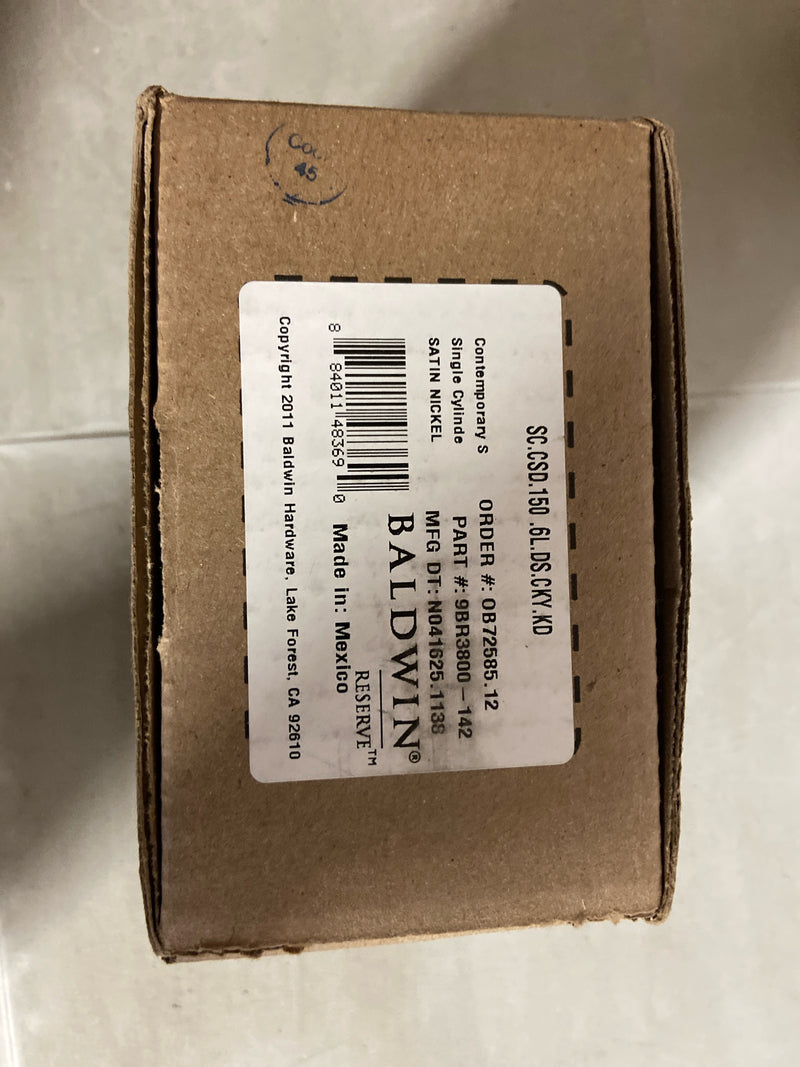 SC.CSD.150 .6L.DS.CKY.KD
Contemporary S
Single Cylinde
SATIN NICKEL
ORDER #: 0B72585.12
PART #: 9BR3800-142
MFG DT: N041625.1138
BALDWIN®
RESERVE™
8 84011 48369 0
Made in: Mexico
Copyright 2011 Baldwin Hardware, Lake Forest, CA 92610
45